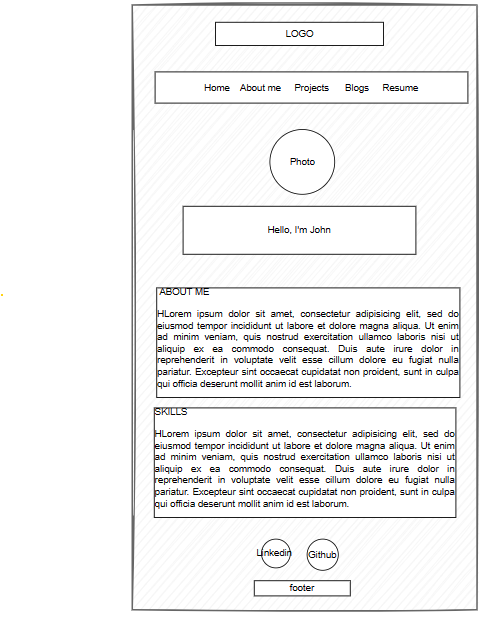 LOGO
Home About me Projects Blogs Resume
Photo
Hello, I'm John
ABOUT ME
HLorem ipsum dolor sit amet, consectetur adipisicing elit, sed do
eiusmod tempor incididunt ut labore et dolore magna aliqua. Ut enim
ad minim veniam, quis nostrud exercitation ullamco laboris nisi ut
aliquip ex ea commodo consequat. Duis aute irure dolor in
reprehenderit in voluptate velit esse cillum dolore eu fugiat nulla
pariatur. Excepteur sint occaecat cupidatat non proident, sunt in culpa
qui officia deserunt mollit anim id est laborum.
SKILLS
HLorem ipsum dolor sit amet, consectetur adipisicing elit, sed do
eiusmod tempor incididunt ut labore et dolore magna aliqua. Ut enim
ad minim veniam, quis nostrud exercitation ullamco laboris nisi ut
aliquip ex ea commodo consequat. Duis aute irure dolor in
reprehenderit in voluptate velit esse cillum dolore eu fugiat nulla
pariatur. Excepteur sint occaecat cupidatat non proident, sunt in culpa
qui officia deserunt mollit anim id est laborum.
Linkedin Github
footer